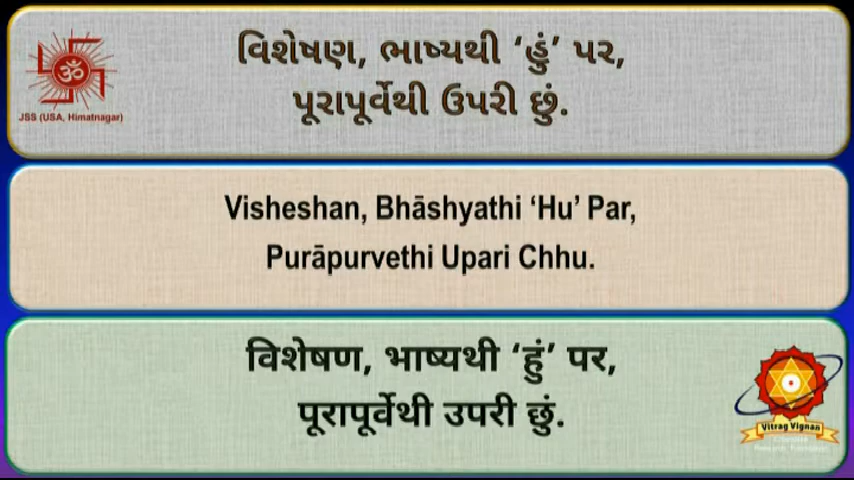 વિશેષણ, ભાષ્યથી ‘હું’ પર,
પૂરાપૂર્વેથી ઉપરી છું.
ॐ
JSS (USA, Himatnagar)
Visheshan, Bhāshyathi ‘Hu’ Par,
Purāpurvethi Upari Chhu.
विशेषण, भाष्यथी ‘हुं’ पर,
पूरापूर्वेथी उपरी छुं.
Vitrag Vignan